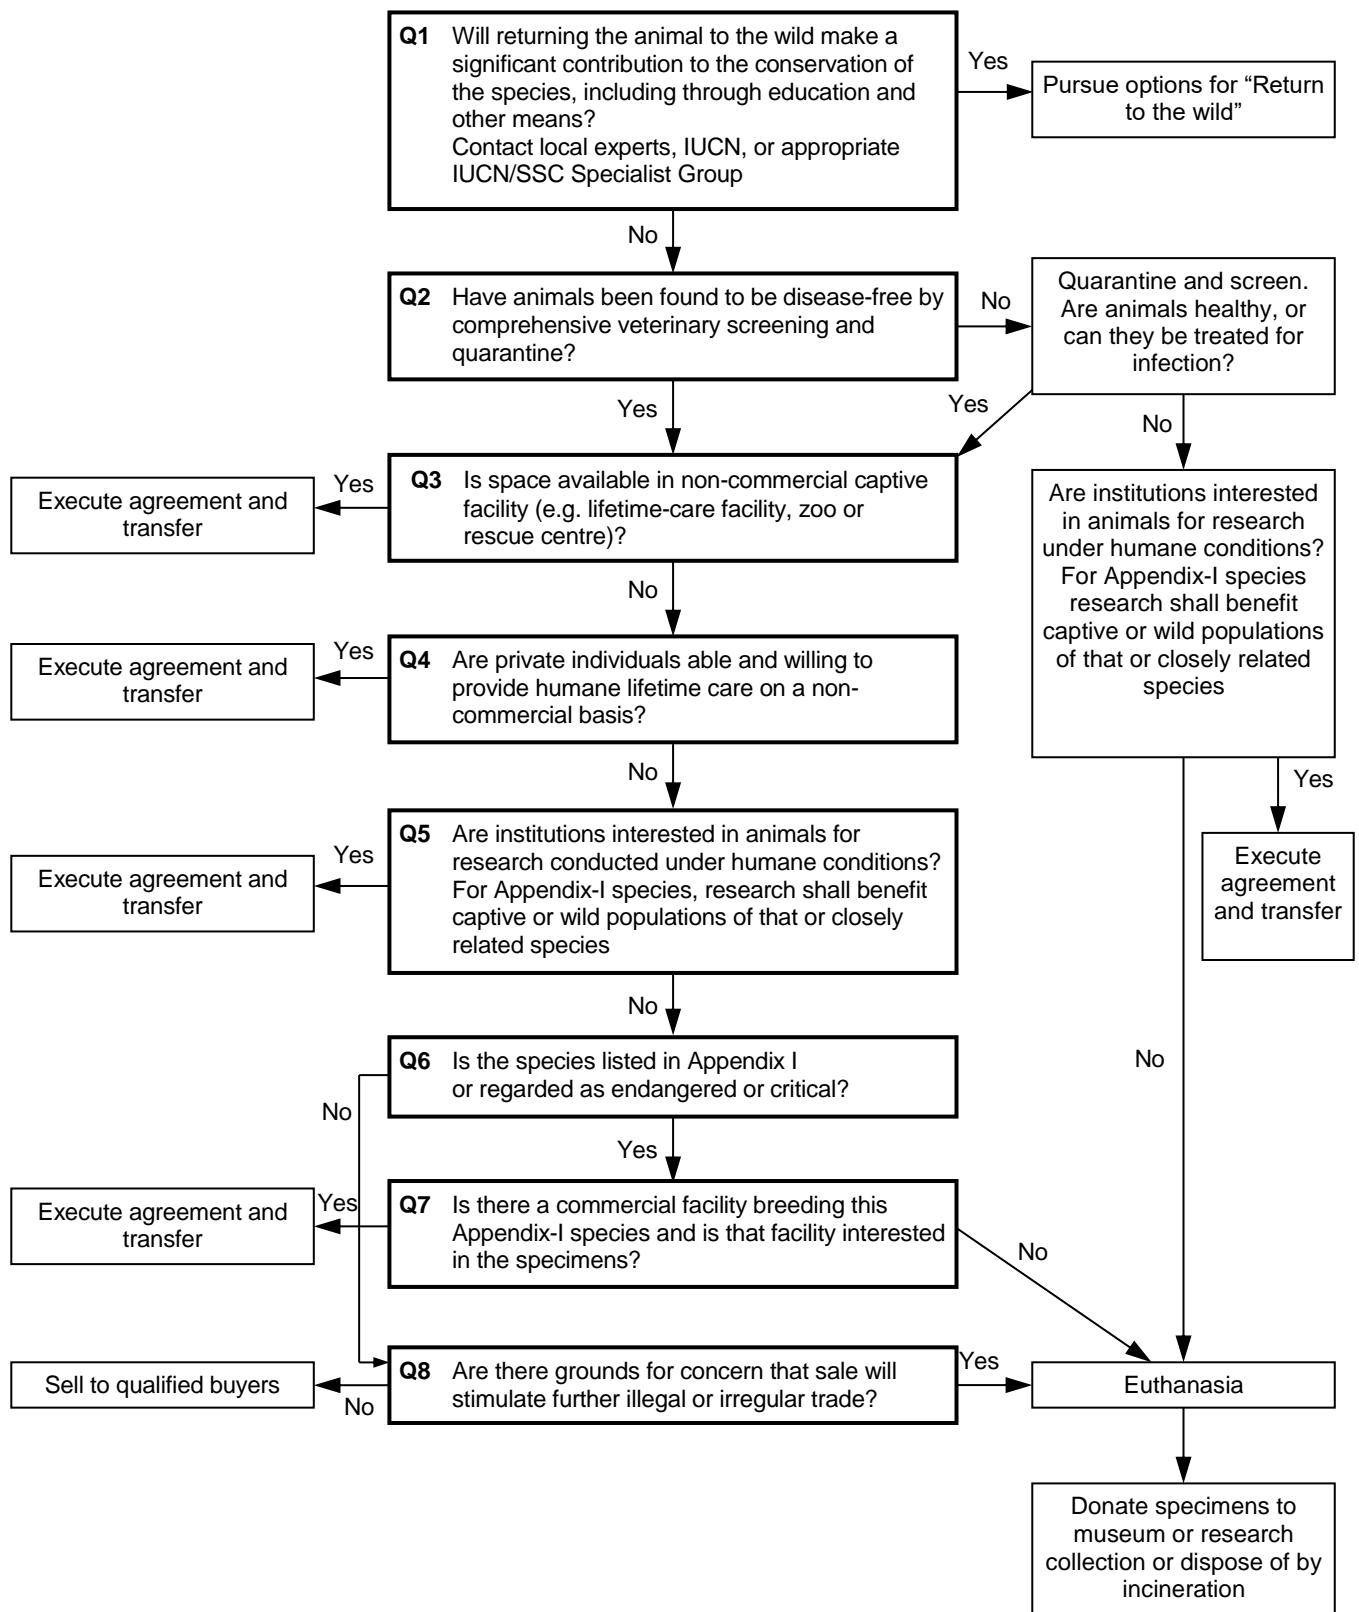 Q1 Will returning the animal to the wild make a
significant contribution to the conservation of
the species, including through education and
other means?
Contact local experts, IUCN, or appropriate
IUCN/SSC Specialist Group
Yes
Pursue options for “Return
to the wild”
No
Q2 Have animals been found to be disease-free by
comprehensive veterinary screening and
quarantine?
No
Quarantine and screen.
Are animals healthy, or
can they be treated for
infection?
Yes
Yes
No
Q3 Is space available in non-commercial captive
facility (e.g. lifetime-care facility, zoo or
rescue centre)?
Yes
Execute agreement and
transfer
Are institutions interested
in animals for research
under humane conditions?
For Appendix-I species
research shall benefit
captive or wild populations
of that or closely related
species
No
Q4 Are private individuals able and willing to
provide humane lifetime care on a non-
commercial basis?
Yes
Execute agreement and
transfer
No
Yes
Execute
agreement
and transfer
Q5 Are institutions interested in animals for
research conducted under humane conditions?
For Appendix-I species, research shall benefit
captive or wild populations of that or closely
related species
Yes
Execute agreement and
transfer
No
Q6 Is the species listed in Appendix I
or regarded as endangered or critical?
No
No
Yes
Q7 Is there a commercial facility breeding this
Appendix-I species and is that facility interested
in the specimens?
Yes
Execute agreement and
transfer
No
Q8 Are there grounds for concern that sale will
stimulate further illegal or irregular trade?
No
Sell to qualified buyers
Yes
Euthanasia
Donate specimens to
museum or research
collection or dispose of by
incineration